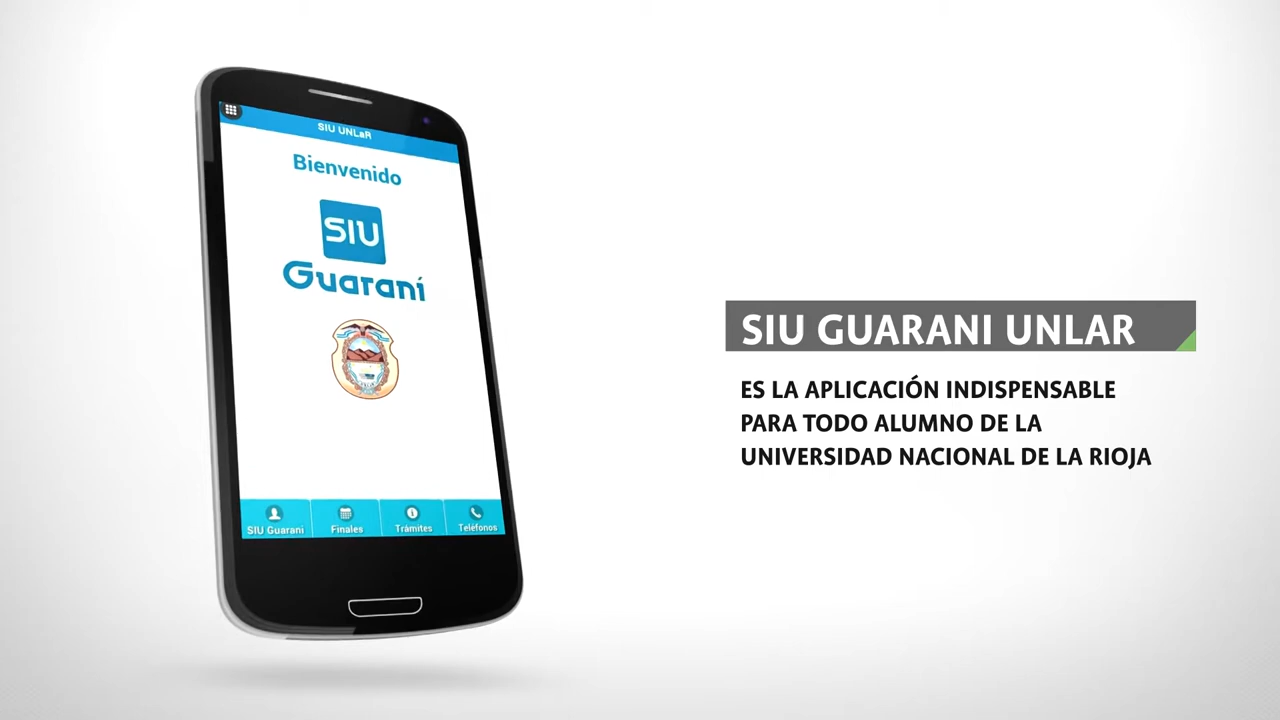 SIU UNLaR
Bienvenido
SIU
Guaraní
SIU Guarani
Finales
Trámites
Teléfonos
SIU GUARANI UNLAR
ES LA APLICACIÓN INDISPENSABLE
PARA TODO ALUMNO DE LA
UNIVERSIDAD NACIONAL DE LA RIOJA